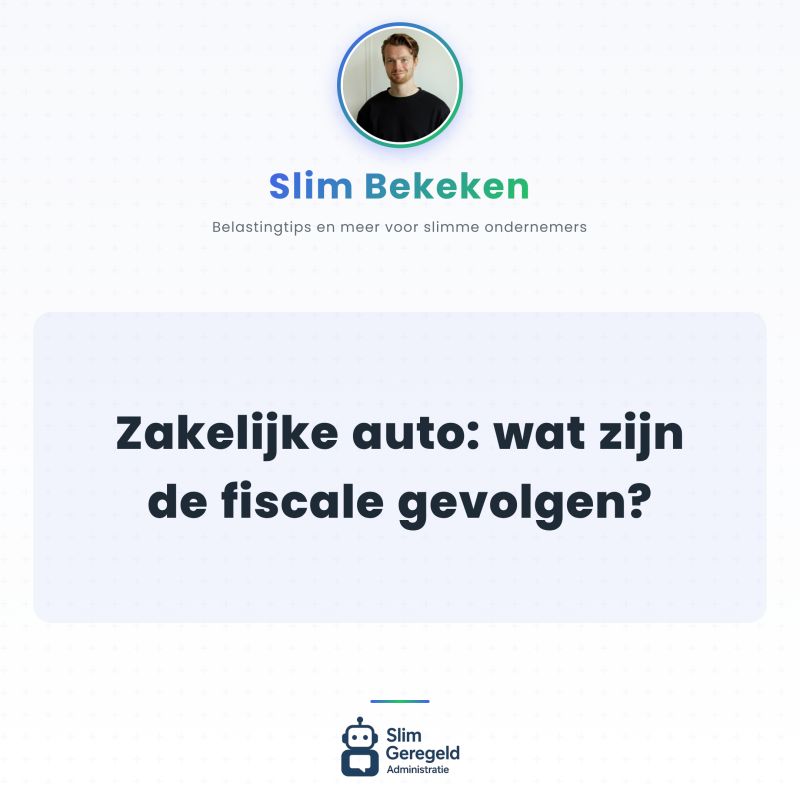 Slim Bekeken
Belastingtips en meer voor slimme ondernemers
Zakelijke auto: wat zijn
de fiscale gevolgen?
Slim
Geregeld
Administratie